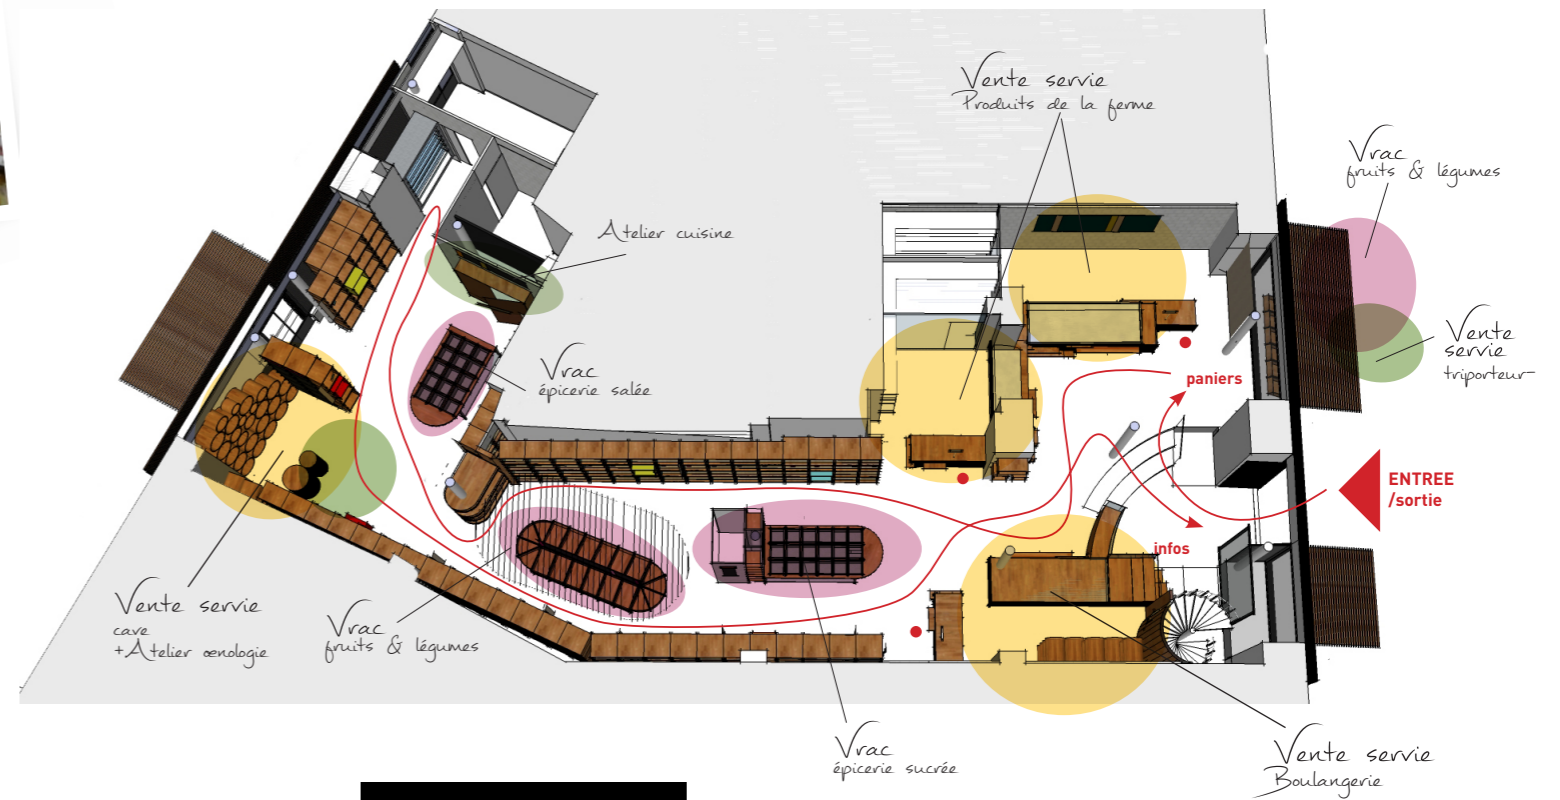 Vente servie
Produits de la ferme
Vrac
fruits & légumes
Atelier cuisine
Vente
servie
triporteur
Vrac
épicerie salée
paniers
ENTREE
/sortie
infos
Vente servie
cave
+Atelier œnologie
Vrac
fruits & légumes
Vrac
épicerie sucrée
Vente servie
Boulangerie